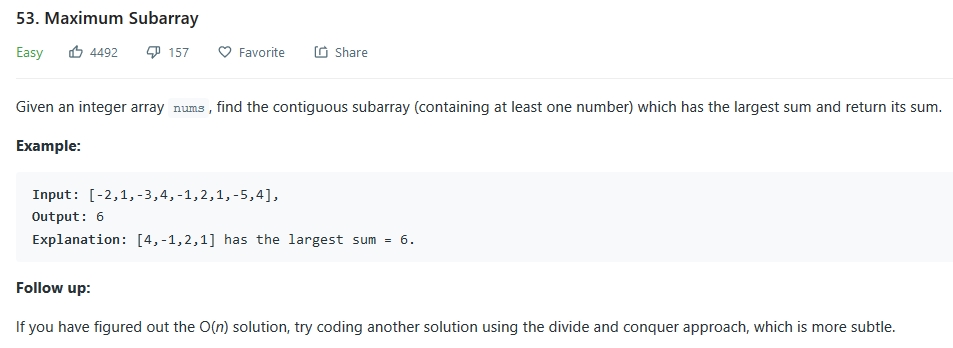 53. Maximum Subarray
Easy 4492 157 Favorite Share
Given an integer array nums , find the contiguous subarray (containing at least one number) which has the largest sum and return its sum.
Example:
Input: [-2,1,-3,4,-1,2,1,-5,4],
Output: 6
Explanation: [4,-1,2,1] has the largest sum = 6.
Follow up:
If you have figured out the O(n) solution, try coding another solution using the divide and conquer approach, which is more subtle.